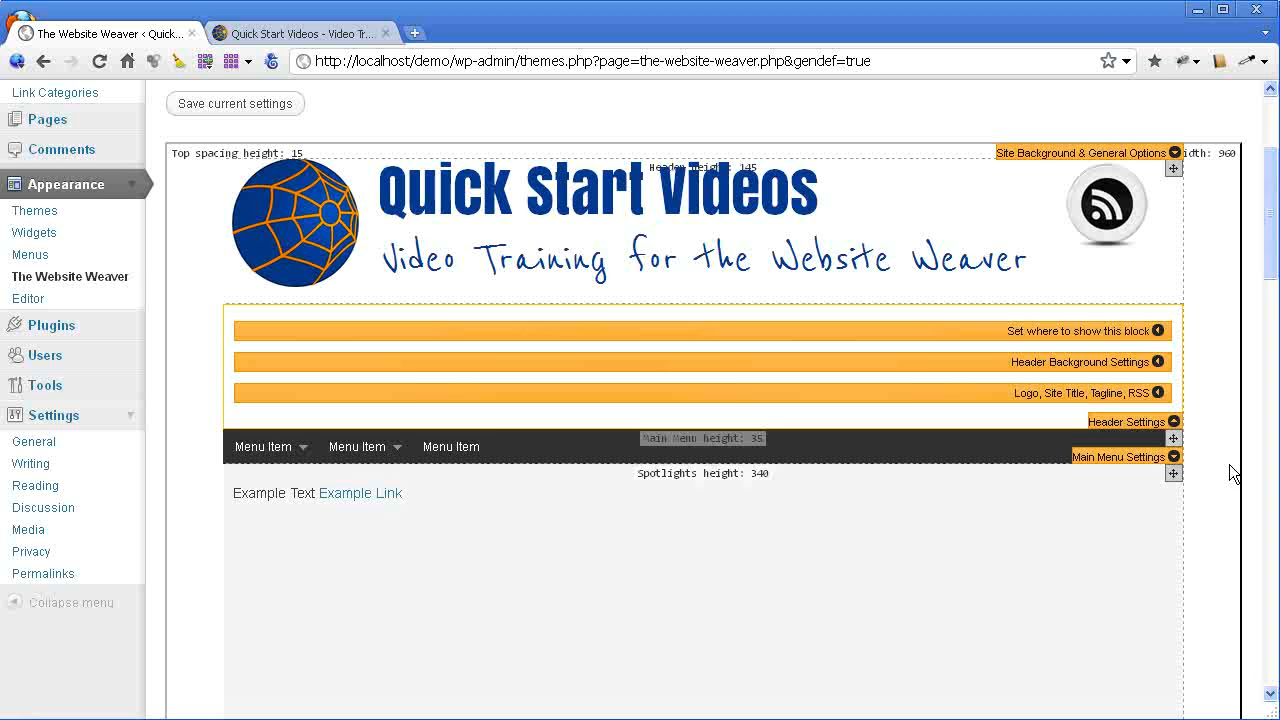 The Website Weaver ‹ Quick...
Quick Start Videos - Video Tr...
http://localhost/demo/wp-admin/themes.php?page=the-website-weaver.php&gendef=true
Link Categories
Pages
Comments
Appearance
Themes
Widgets
Menus
The Website Weaver
Editor
Plugins
Users
Tools
Settings
General
Writing
Reading
Discussion
Media
Privacy
Permalinks
Collapse menu
Save current settings
Top spacing height: 15
Site Background & General Options
idth: 960
Header height: 145
Quick Start Videos
Video Training for the Website Weaver
Set where to show this block
Header Background Settings
Logo, Site Title, Tagline, RSS
Header Settings
Menu Item Menu Item Menu Item
Main Menu height: 35
Main Menu Settings
Spotlights height: 340
Example Text Example Link